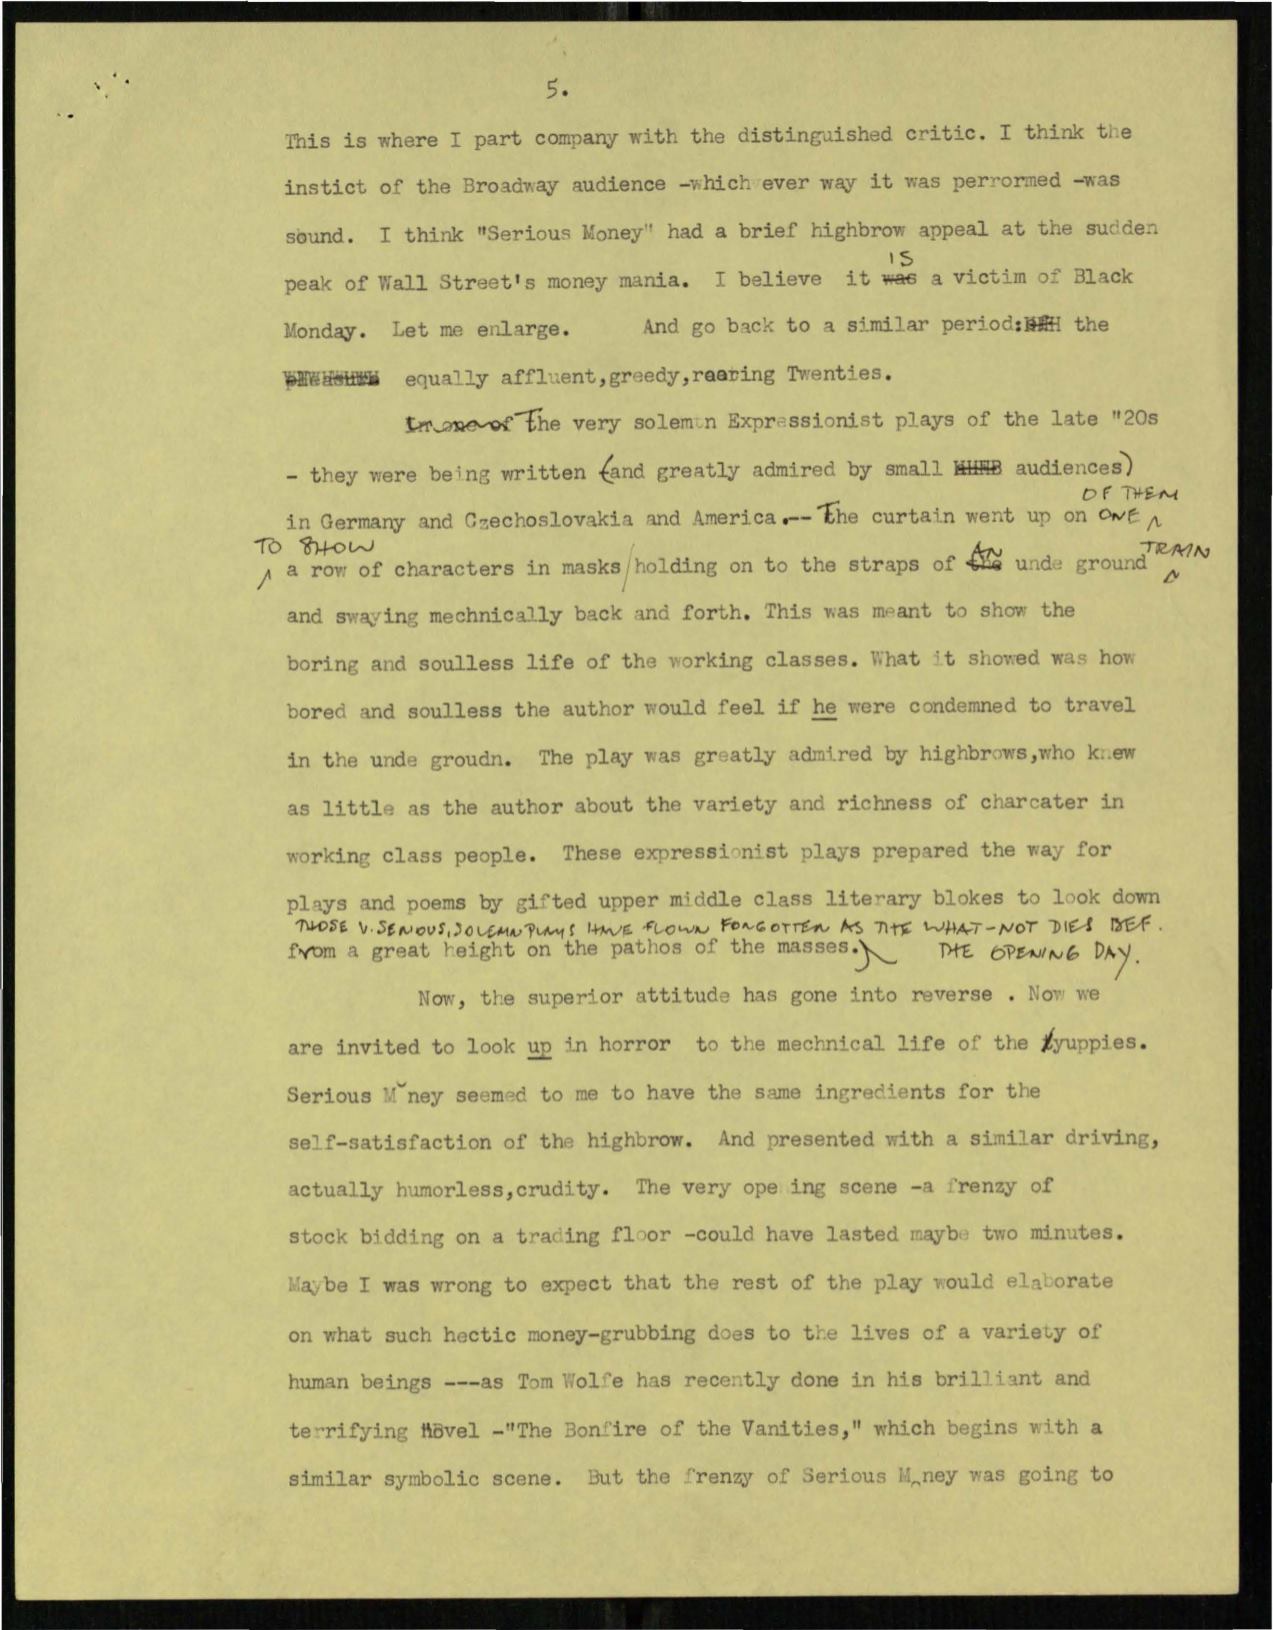 5.
This is where I part company with the distinguished critic. I think the
instict of the Broadway audience -which ever way it was perrormed -was
sound. I think "Serious Money" had a brief highbrow appeal at the sudden
IS
peak of Wall Street's money mania. I believe it was a victim of Black
Monday. Let me enlarge. And go back to a similar period: the
equally affluent,greedy,roaring Twenties.
In one of The very solemn Expressionist plays of the late "20s
- they were being written (and greatly admired by small audiences)
OF THEM
in Germany and Czechoslovakia and America.-- The curtain went up on ONE
TO SHOW AN TRAIN
a row of characters in masks/holding on to the straps of the unde ground
and swaying mechnically back and forth. This was meant to show the
boring and soulless life of the working classes. What it showed was how
bored and soulless the author would feel if he were condemned to travel
in the unde groudn. The play was greatly admired by highbrows,who knew
as little as the author about the variety and richness of charcater in
working class people. These expressionist plays prepared the way for
plays and poems by gifted upper middle class literary blokes to look down
THOSE V. SERIOUS, SOLEMN PLAYS HAVE FLOWN FORGOTTEN AS THE WHAT-NOT DIES BEF.
from a great height on the pathos of the masses.) THE OPENING DAY.
Now, the superior attitude has gone into reverse . Now we
are invited to look up in horror to the mechnical life of the yuppies.
Serious M ney seemed to me to have the same ingredients for the
self-satisfaction of the highbrow. And presented with a similar driving,
actually humorless,crudity. The very ope ing scene -a frenzy of
stock bidding on a trading floor -could have lasted maybe two minutes.
Maybe I was wrong to expect that the rest of the play would elaborate
on what such hectic money-grubbing does to the lives of a variety of
human beings ---as Tom Wolfe has recently done in his brilliant and
terrifying novel -"The Bonfire of the Vanities," which begins with a
similar symbolic scene. But the frenzy of Serious M ney was going to